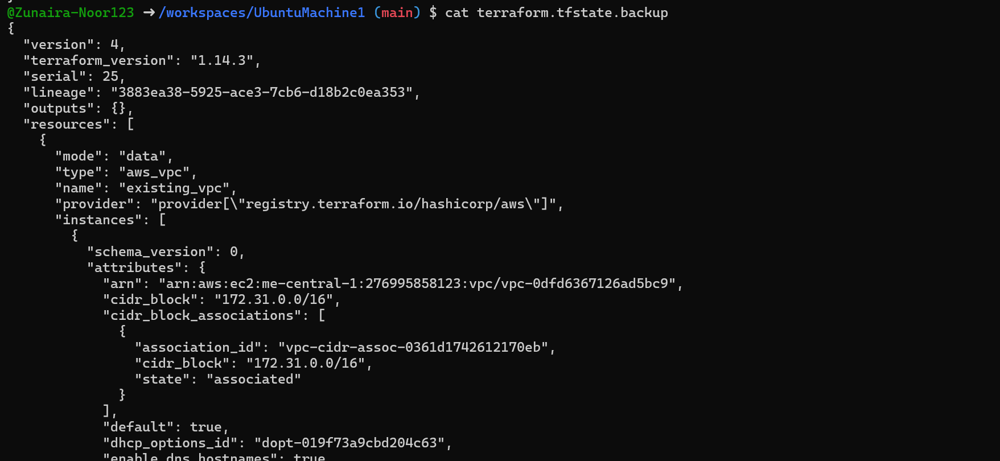 @Zunaira-Noor123 ➜ /workspaces/UbuntuMachine1 (main) $ cat terraform.tfstate.backup
{
  "version": 4,
  "terraform_version": "1.14.3",
  "serial": 25,
  "lineage": "3883ea38-5925-ace3-7cb6-d18b2c0ea353",
  "outputs": {},
  "resources": [
    {
      "mode": "data",
      "type": "aws_vpc",
      "name": "existing_vpc",
      "provider": "provider[\"registry.terraform.io/hashicorp/aws\"]",
      "instances": [
        {
          "schema_version": 0,
          "attributes": {
            "arn": "arn:aws:ec2:me-central-1:276995858123:vpc/vpc-0dfd6367126ad5bc9",
            "cidr_block": "172.31.0.0/16",
            "cidr_block_associations": [
              {
                "association_id": "vpc-cidr-assoc-0361d1742612170eb",
                "cidr_block": "172.31.0.0/16",
                "state": "associated"
              }
            ],
            "default": true,
            "dhcp_options_id": "dopt-019f73a9cbd204c63",
            "enable_dns_hostnames": true